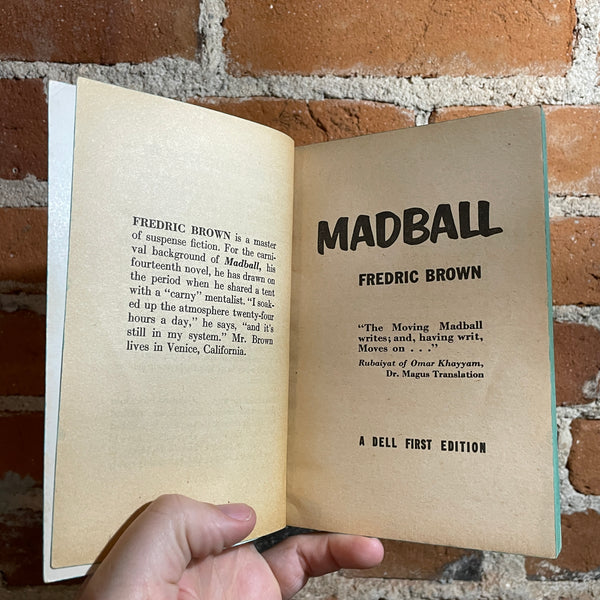 FREDRIC BROWN is a master
of suspense fiction. For the carni-
val background of Madball, his
fourteenth novel, he has drawn on
the period when he shared a tent
with a "carny" mentalist. "I soak-
ed up the atmosphere twenty-four
hours a day," he says, "and it's
still in my system." Mr. Brown
lives in Venice, California.
MADBALL
FREDRIC BROWN
"The Moving Madball
writes; and, having writ,
Moves on . . ."
Rubaiyat of Omar Khayyam,
Dr. Magus Translation
A DELL FIRST EDITION